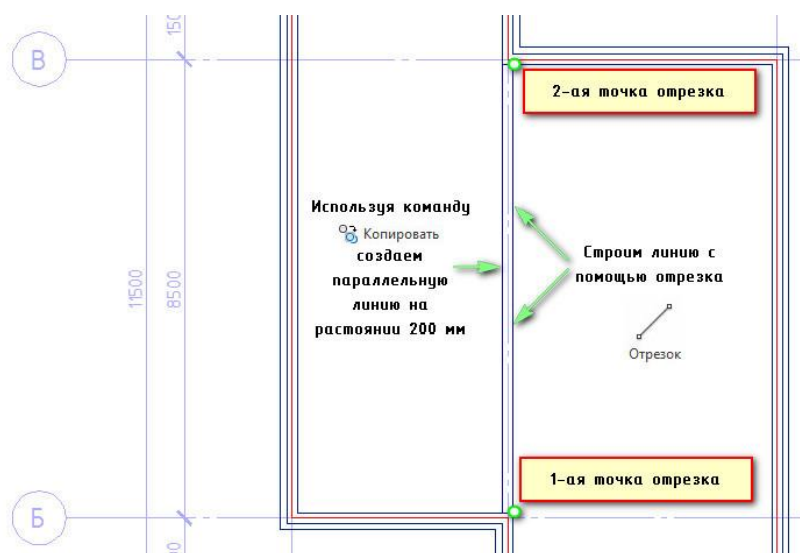 150
В
2-ая точка отрезка
Используя команду
Копировать
создаем
параллельную
линию на
растоянии 200 мм
Строим линию с
помощью отрезка
Отрезок
11500
8500
1-ая точка отрезка
Б